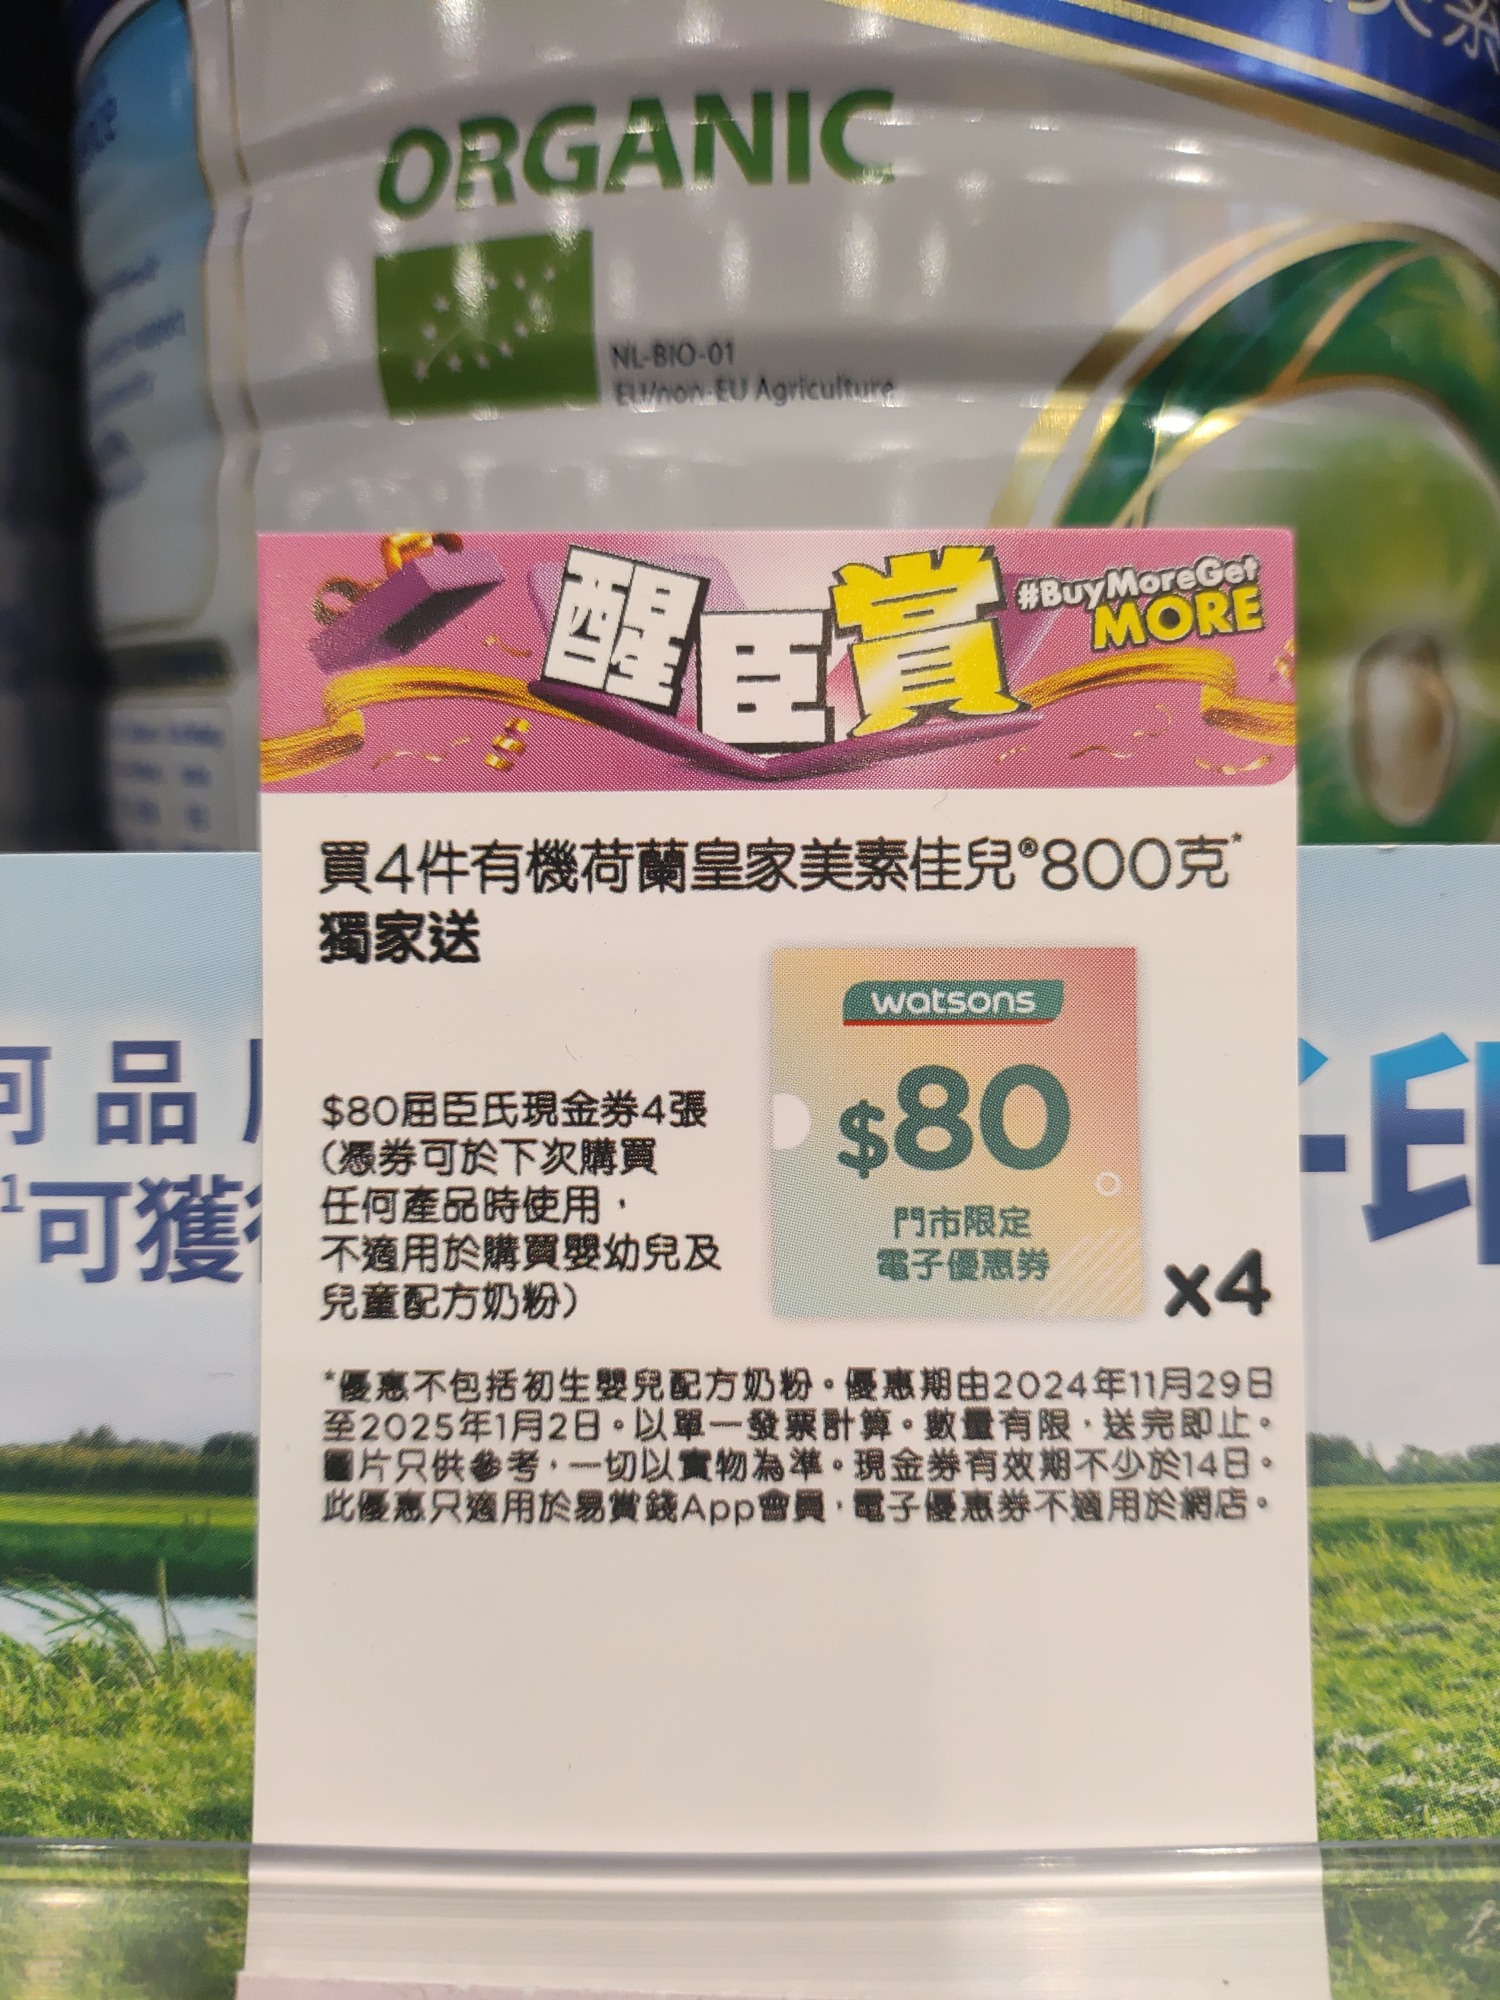 ORGANIC
NL-BIO-01
EU/non-EU Agriculture
醒臣賞
#BuyMoreGet
MORE
買4件有機荷蘭皇家美素佳兒®800克*
獨家送
watsons
$80
門市限定
電子優惠券
x4
$80屈臣氏現金券4張
(憑券可於下次購買
任何產品時使用，
不適用於購買嬰幼兒及
兒童配方奶粉)
*優惠不包括初生嬰兒配方奶粉。優惠期由2024年11月29日
至2025年1月2日。以單一發票計算。數量有限，送完即止。
圖片只供參考，一切以實物為準。現金券有效期不少於14日。
此優惠只適用於易賞錢App會員，電子優惠券不適用於網店。
品
1可獲
印